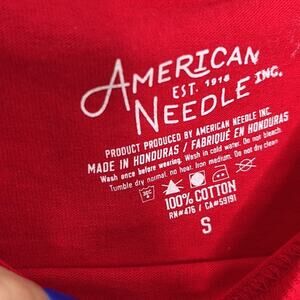 AMERICAN
EST. 1918
NEEDLE INC.
PRODUCT PRODUCED BY AMERICAN NEEDLE INC.
MADE IN HONDURAS / FABRIQUÉ EN HONDURAS
Wash once before wearing. Wash in cold water. Do not bleach.
Tumble dry normal, no heat. Iron medium. Do not dry clean.
100% COTTON
RN#476 / CA#59191
S